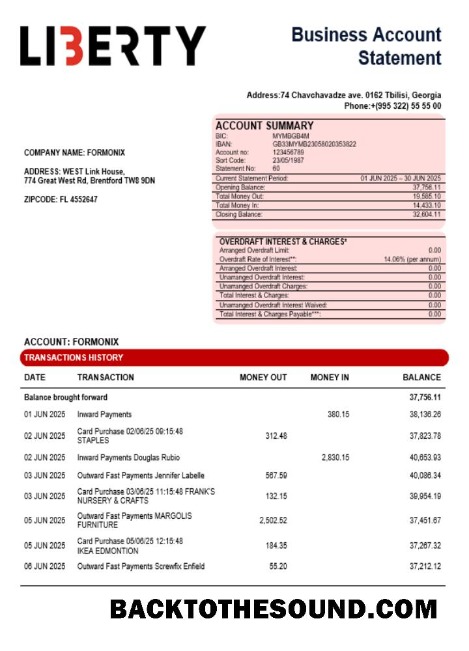 LIBERTY
Business Account
Statement
Address:74 Chavchavadze ave. 0162 Tbilisi, Georgia
Phone:+(995 322) 55 55 00
ACCOUNT SUMMARY
BIC: MYMBGB4M
IBAN: GB33MYMB23058020353822
Account no: 123456789
Sort Code: 23/05/1987
Statement No: 60
Current Statement Period: 01 JUN 2025 – 30 JUN 2025
Opening Balance: 37,756.11
Total Money Out: 19,585.10
Total Money In: 14,433.10
Closing Balance: 32,604.11
COMPANY NAME: FORMONIX
ADDRESS: WEST Link House,
774 Great West Rd, Brentford TW8 9DN
ZIPCODE: FL 4552647
OVERDRAFT INTEREST & CHARGES*
Arranged Overdraft Limit: 0.00
Overdraft Rate of Interest**: 14.06% (per annum)
Arranged Overdraft Interest: 0.00
Unarranged Overdraft Interest: 0.00
Unarranged Overdraft Charges: 0.00
Total Interest & Charges: 0.00
Unarranged Overdraft Interest Waived: 0.00
Total Interest & Charges Payable***: 0.00
ACCOUNT: FORMONIX
TRANSACTIONS HISTORY
DATE TRANSACTION MONEY OUT MONEY IN BALANCE
Balance brought forward 37,756.11
01 JUN 2025 Inward Payments 380.15 38,136.26
02 JUN 2025 Card Purchase 02/06/25 09:15:48 312.48 37,823.78
STAPLES
02 JUN 2025 Inward Payments Douglas Rubio 2,830.15 40,653.93
03 JUN 2025 Outward Fast Payments Jennifer Labelle 567.59 40,086.34
03 JUN 2025 Card Purchase 03/06/25 11:15:48 FRANK'S 132.15 39,954.19
NURSERY & CRAFTS
05 JUN 2025 Outward Fast Payments MARGOLIS 2,502.52 37,451.67
FURNITURE
05 JUN 2025 Card Purchase 05/06/25 12:15:48 184.35 37,267.32
IKEA EDMONTION
06 JUN 2025 Outward Fast Payments Screwfix Enfield 55.20 37,212.12
BACKTOTHESOUND.COM